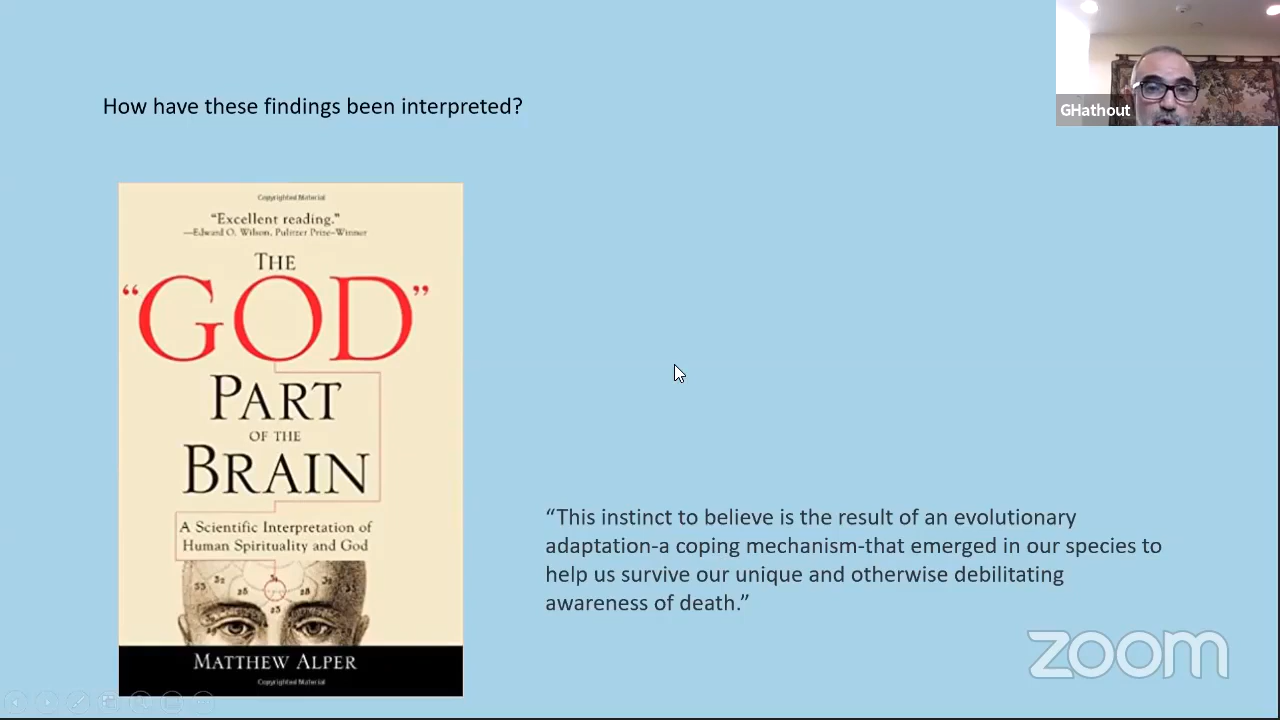 How have these findings been interpreted?
GHathout
Copyrighted Material
“Excellent reading.”
—Edward O. Wilson, Pulitzer Prize-Winner
THE
“GOD”
PART
OF THE
BRAIN
A Scientific Interpretation of
Human Spirituality and God
MATTHEW ALPER
Copyrighted Material
“This instinct to believe is the result of an evolutionary
adaptation-a coping mechanism-that emerged in our species to
help us survive our unique and otherwise debilitating
awareness of death.”
zoom